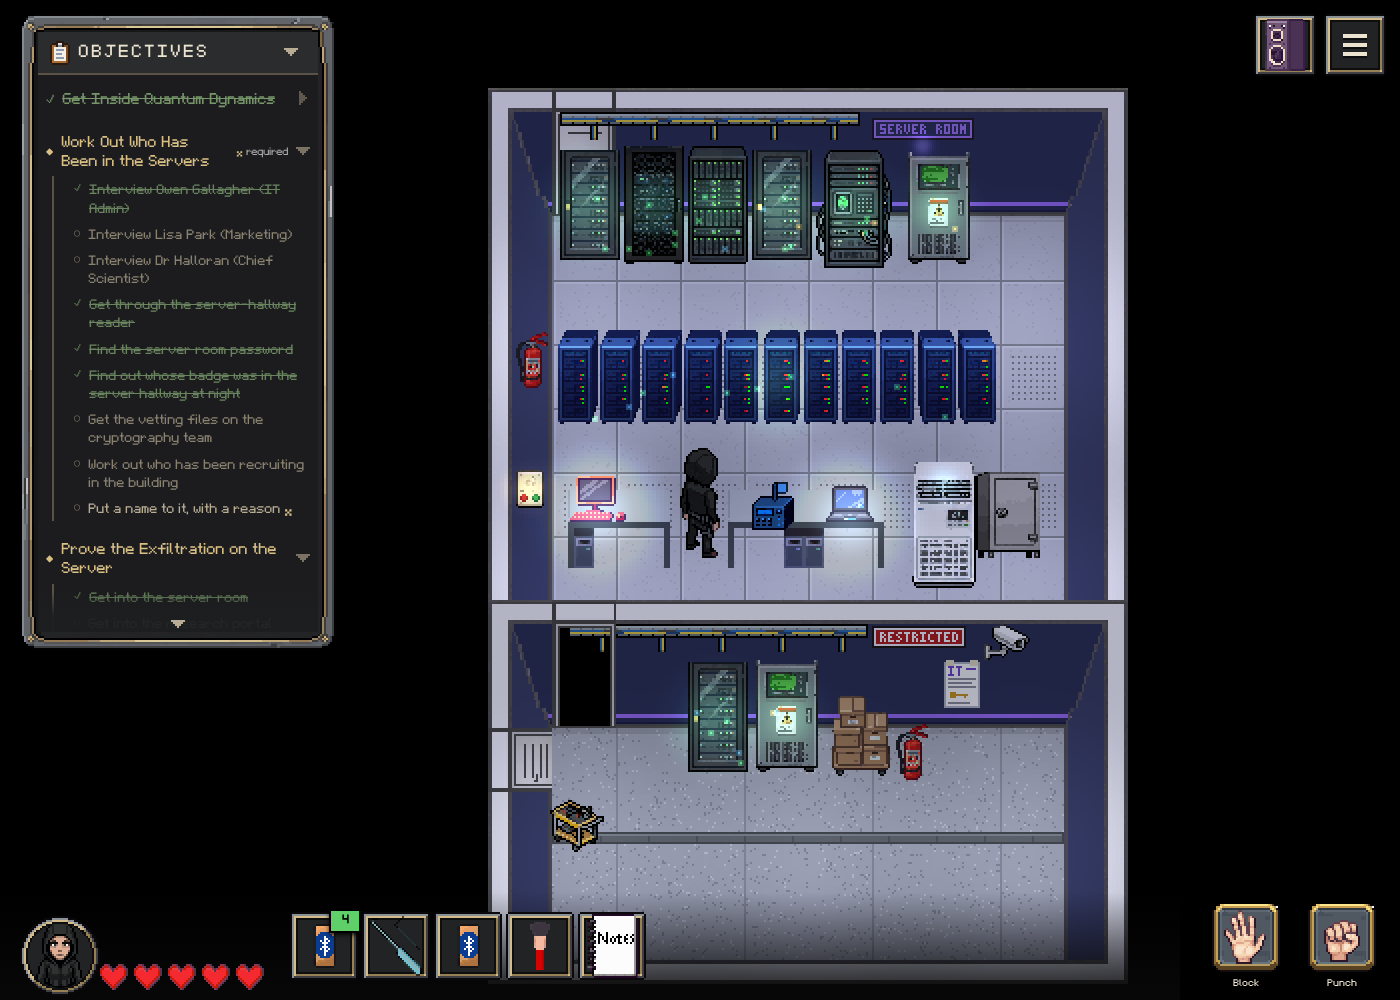 OBJECTIVES
Get Inside Quantum Dynamics
Work Out Who Has
Been in the Servers
required
Interview Owen Gallagher (IT
Admin)
Interview Lisa Park (Marketing)
Interview Dr Halloran (Chief
Scientist)
Get through the server-hallway
reader
Find the server room password
Find out whose badge was in the
server hallway at night
Get the vetting files on the
cryptography team
Work out who has been recruiting
in the building
Put a name to it, with a reason
Prove the Exfiltration on the
Server
Get into the server room
SERVER ROOM
RESTRICTED
IT
4
Notes
Block
Punch